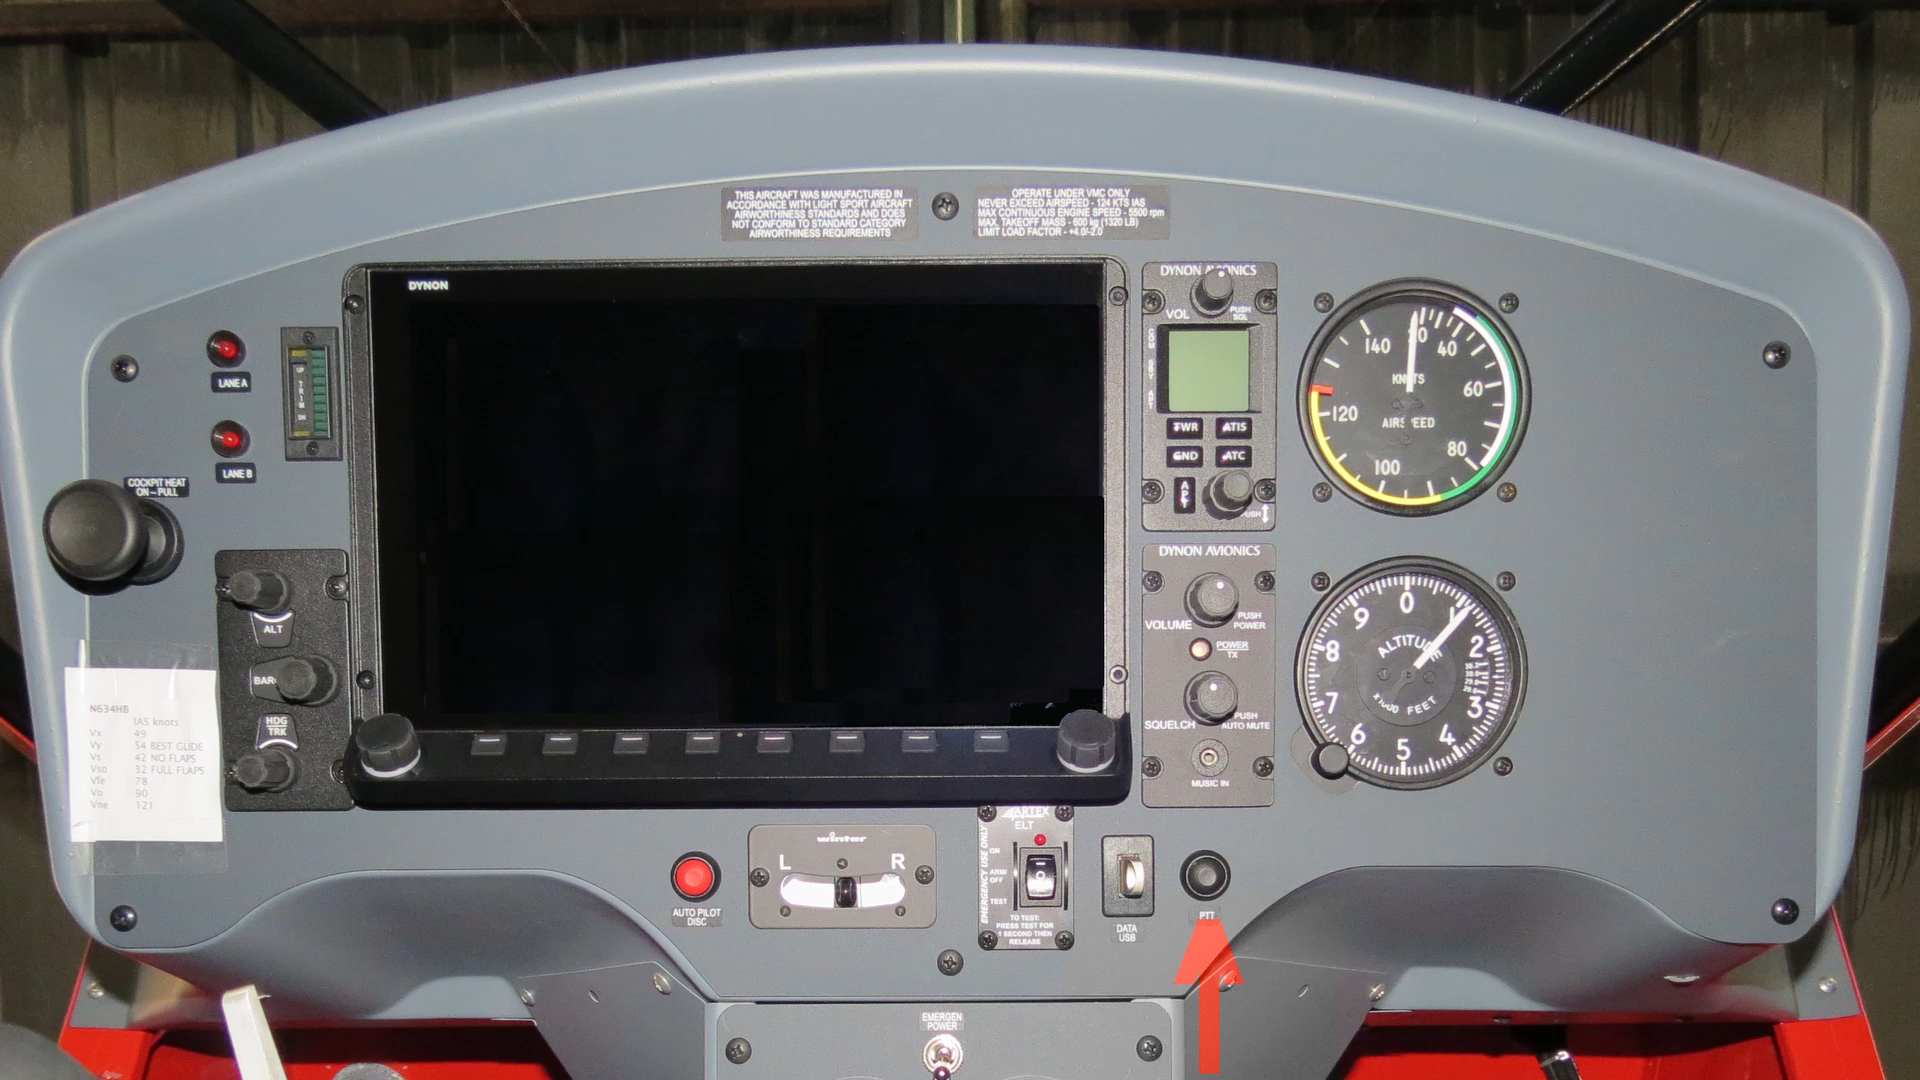 THIS AIRCRAFT WAS MANUFACTURED IN
ACCORDANCE WITH LIGHT SPORT AIRCRAFT
AIRWORTHINESS STANDARDS AND DOES
NOT CONFORM TO STANDARD CATEGORY
AIRWORTHINESS REQUIREMENTS
OPERATE UNDER VMC ONLY
NEVER EXCEED AIRSPEED - 124 KTS IAS
MAX CONTINUOUS ENGINE SPEED - 5500 rpm
MAX. TAKEOFF MASS - 600 kg (1320 LB)
LIMIT LOAD FACTOR - +4.0/-2.0
LANE A
LANE B
UP
TRIM
DN
COCKPIT HEAT
ON – PULL
ALT
HDG
TRK
N634HB
IAS knots
Vx 49
Vy 54 BEST GLIDE
Vs 42 NO FLAPS
Vso 32 FULL FLAPS
Vfe 78
Vo 90
Vne 121
DYNON
DYNON AVIONICS
VOL
PUSH
SQL
COM
TWR
ATIS
GND
ATC
APT
PUSH
DYNON AVIONICS
VOLUME
PUSH
POWER
POWER
TX
SQUELCH
PUSH
AUTO MUTE
MUSIC IN
140
20
40
60
80
100
120
KNOTS
AIRSPEED
0
1
2
3
4
5
6
7
8
9
ALTITUDE
FEET
AUTO PILOT
DISC
winter
L
R
ARTEX
ELT
EMERGENCY USE ONLY
ON
ARM/
OFF
TEST
TO TEST:
PRESS TEST FOR
1 SECOND THEN
RELEASE
DATA
USB
PTT
EMERGEN
POWER